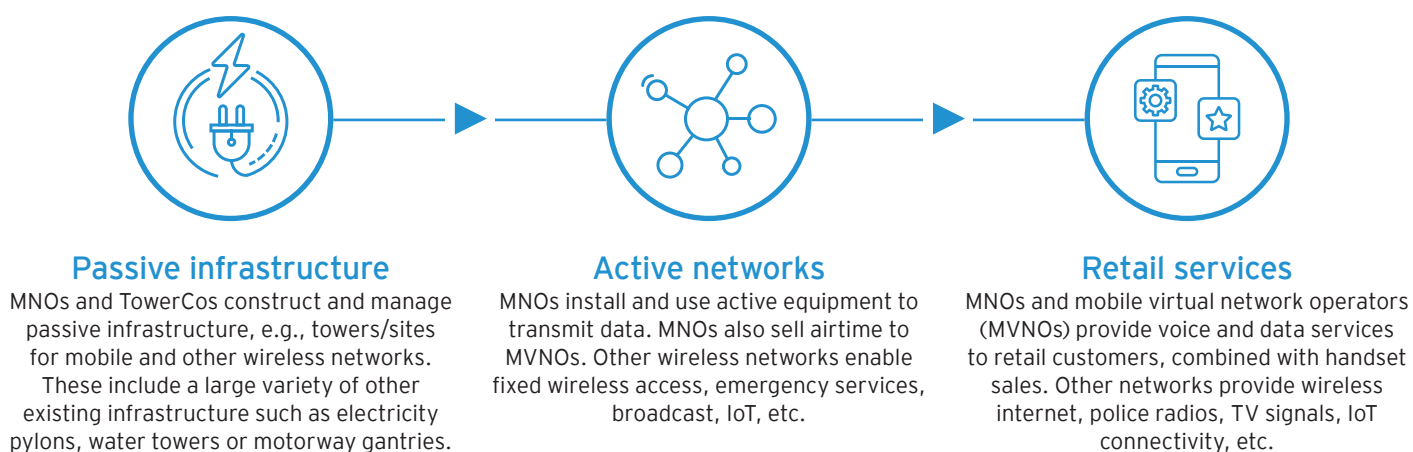 Passive infrastructure
MNOs and TowerCos construct and manage
passive infrastructure, e.g., towers/sites
for mobile and other wireless networks.
These include a large variety of other
existing infrastructure such as electricity
pylons, water towers or motorway gantries.
Active networks
MNOs install and use active equipment to
transmit data. MNOs also sell airtime to
MVNOs. Other wireless networks enable
fixed wireless access, emergency services,
broadcast, IoT, etc.
Retail services
MNOs and mobile virtual network operators
(MVNOs) provide voice and data services
to retail customers, combined with handset
sales. Other networks provide wireless
internet, police radios, TV signals, IoT
connectivity, etc.